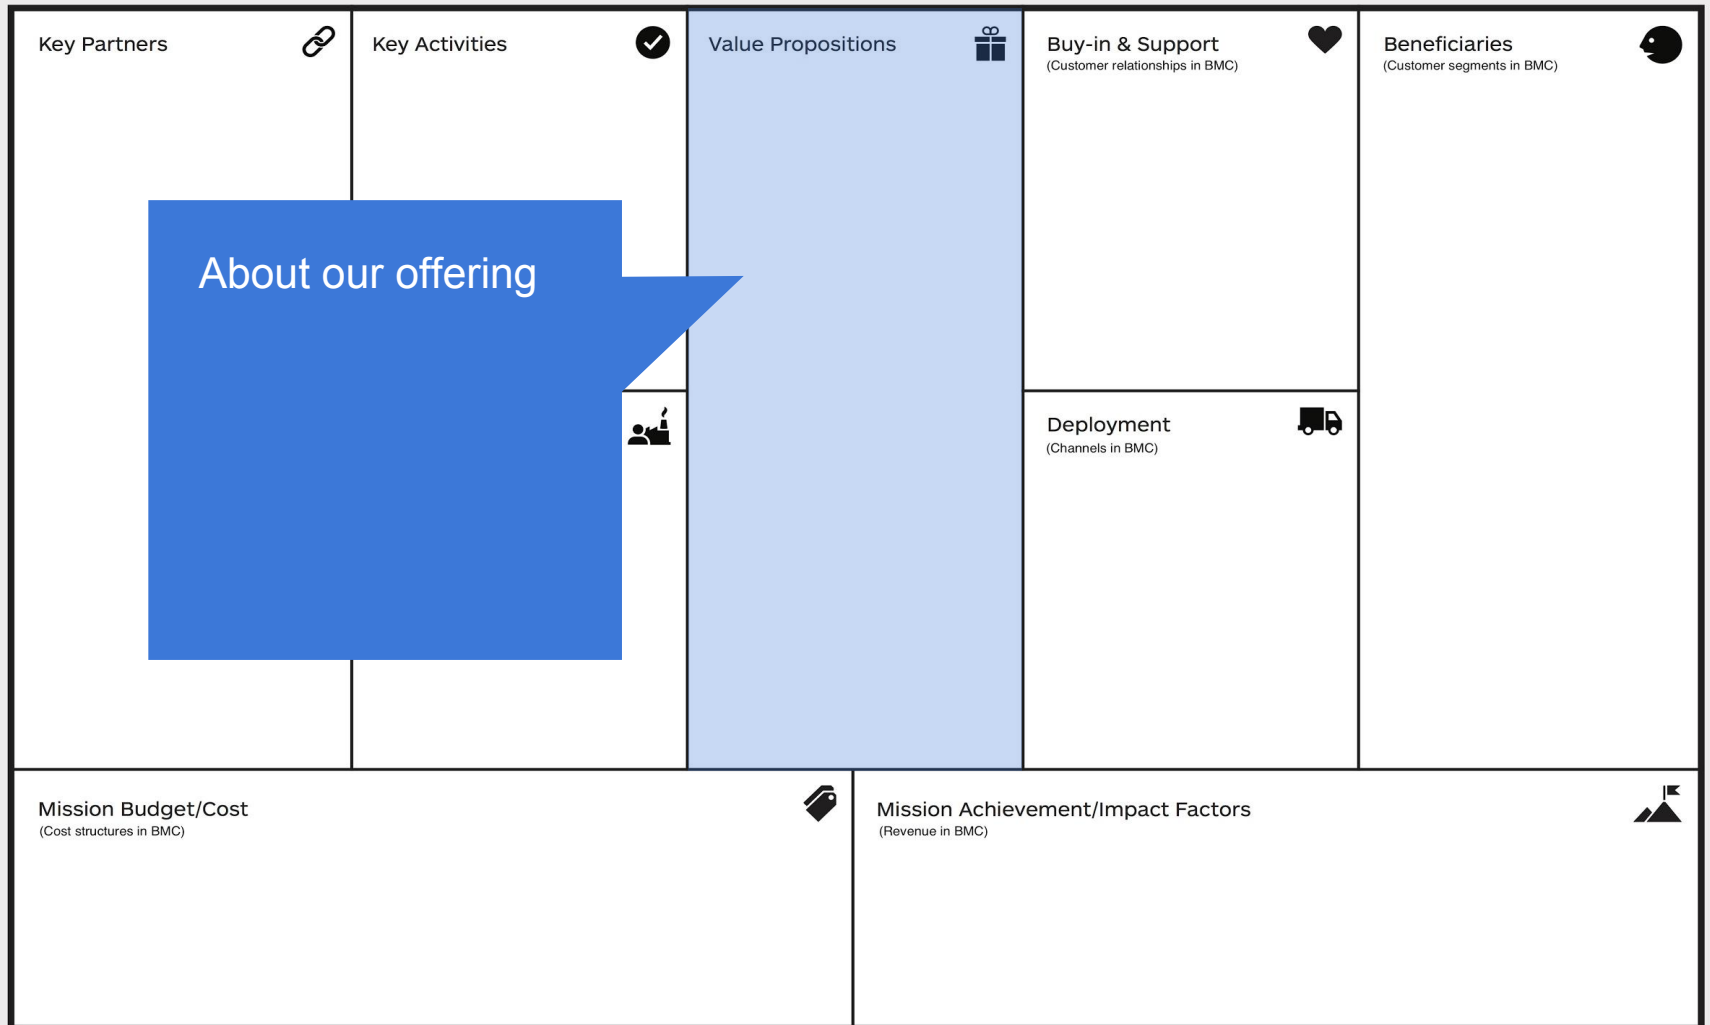 Key Partners
Key Activities
Value Propositions
Buy-in & Support
(Customer relationships in BMC)
Beneficiaries
(Customer segments in BMC)
About our offering
Deployment
(Channels in BMC)
Mission Budget/Cost
(Cost structures in BMC)
Mission Achievement/Impact Factors
(Revenue in BMC)